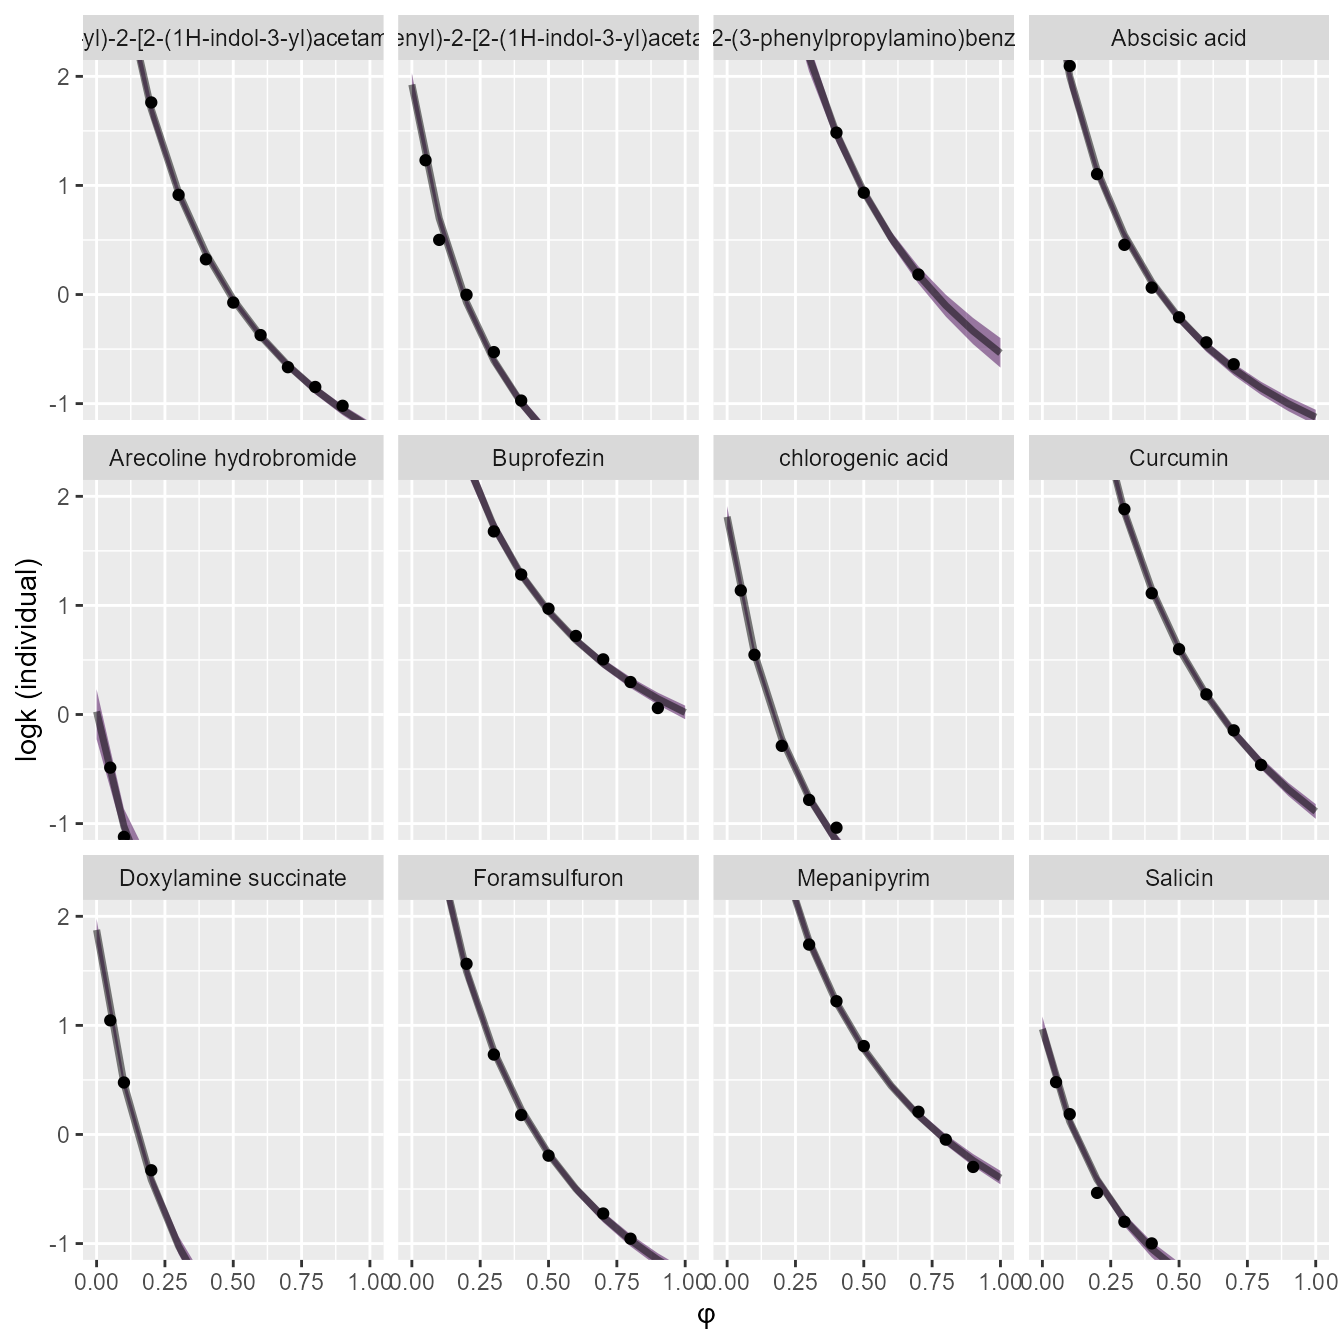 -yl)-2-[2-(1H-indol-3-yl)acetam
enyl)-2-[2-(1H-indol-3-yl)aceta
2-(3-phenylpropylamino)benz
Abscisic acid
2
1
0
-1
Arecoline hydrobromide
Buprofezin
chlorogenic acid
Curcumin
2
1
0
-1
Doxylamine succinate
Foramsulfuron
Mepanipyrim
Salicin
2
1
0
-1
0.00 0.25 0.50 0.75 1.00
0.00 0.25 0.50 0.75 1.00
0.00 0.25 0.50 0.75 1.00
0.00 0.25 0.50 0.75 1.00
φ
logk (individual)